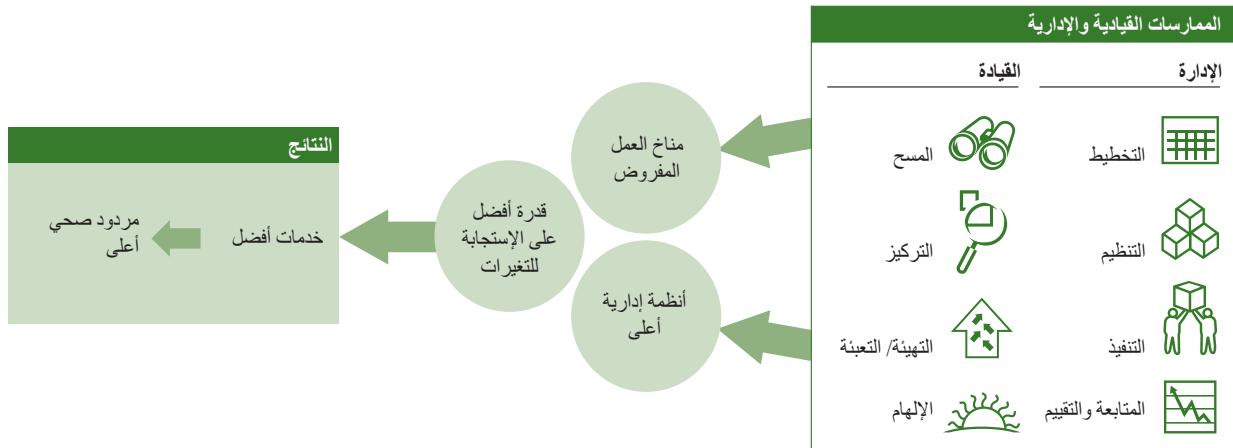 الممارسات القيادية والإدارية
الإدارة
القيادة
التخطيط
المسح
التنظيم
التركيز
التنفيذ
التهيئة/ التعبئة
المتابعة والتقييم
الإلهام
مناخ العمل
المفروض
أنظمة إدارية
أعلى
قدرة أفضل
على الإستجابة
للتغيرات
النتائج
خدمات أفضل
مردود صحي
أعلى